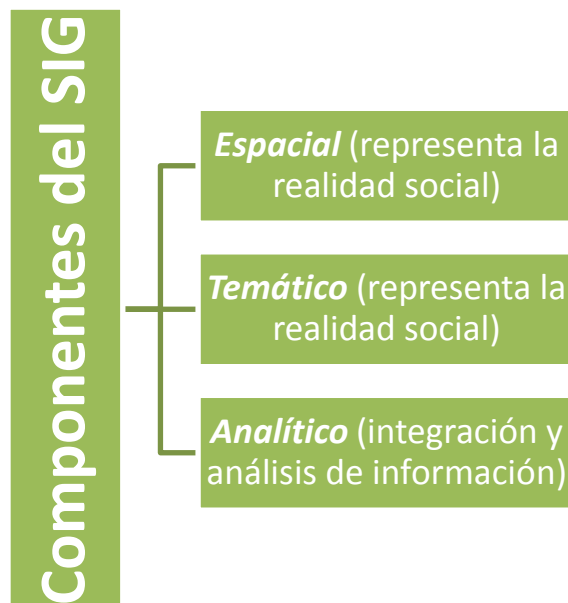 Componentes del SIG
Espacial (representa la
realidad social)
Temático (representa la
realidad social)
Analítico (integración y
análisis de información)